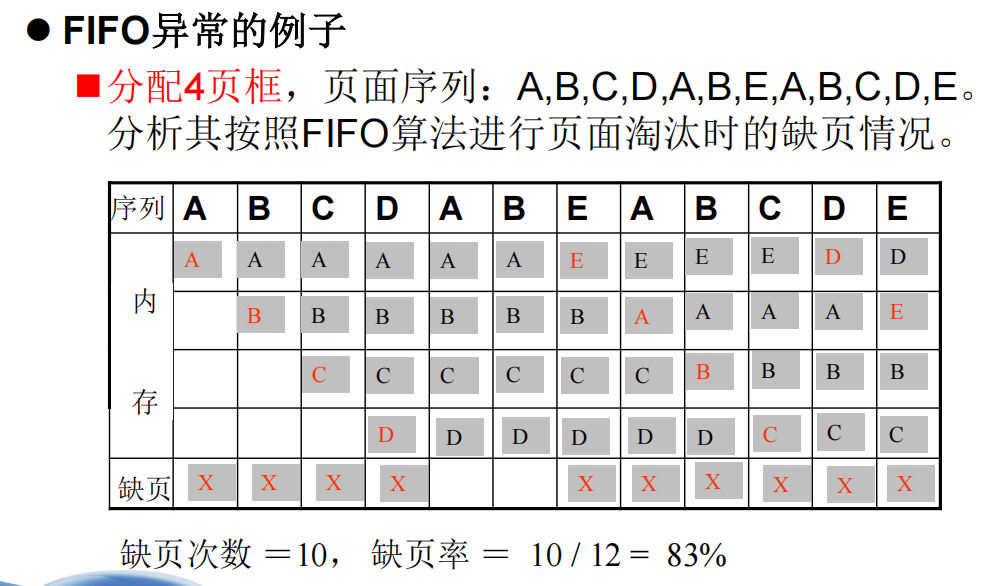 ● FIFO异常的例子
■分配4页框，页面序列：A,B,C,D,A,B,E,A,B,C,D,E。
分析其按照FIFO算法进行页面淘汰时的缺页情况。
序列 A B C D A B E A B C D E
A A A A A A E E E E D D
内
B B B B B B A A A A E
C C C C C C B B B B
存
D D D D D D C C C
缺页 X X X X X X X X X X
缺页次数 =10， 缺页率 = 10 / 12 = 83%